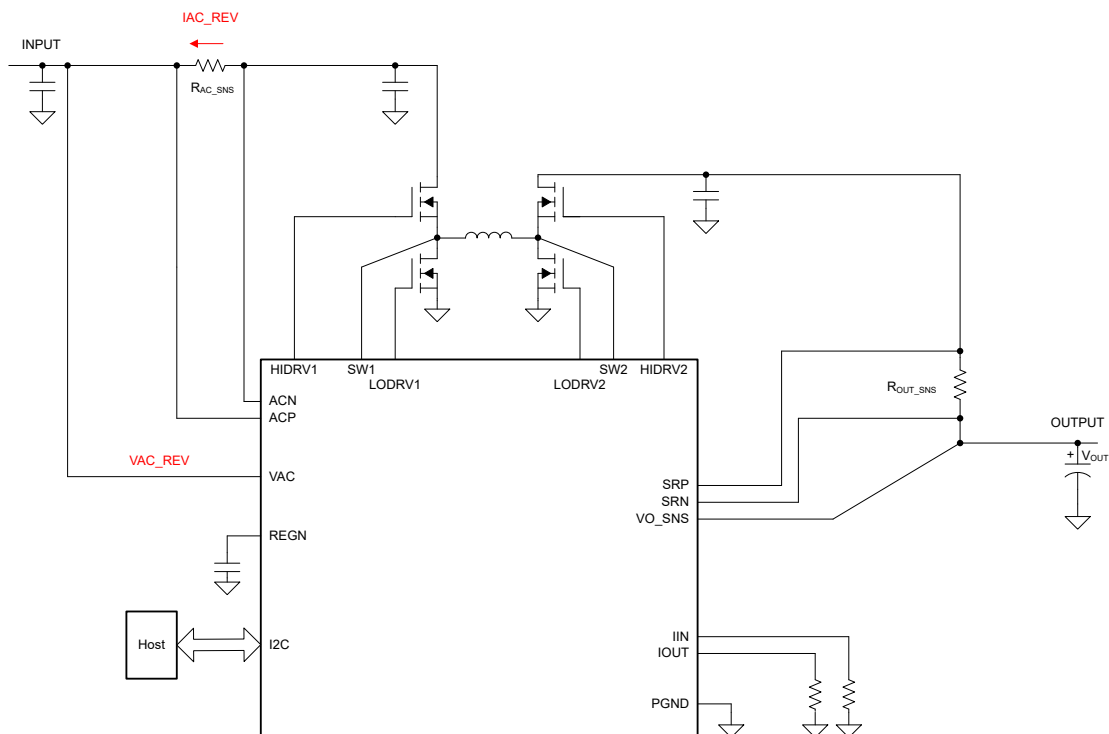 IAC_REV
INPUT
RAC_SNS
HIDRV1
SW1
LODRV1
LODRV2
SW2
HIDRV2
ROUT_SNS
ACN
ACP
OUTPUT
+ VOUT
VAC_REV
VAC
SRP
SRN
VO_SNS
REGN
Host
I2C
IIN
IOUT
PGND